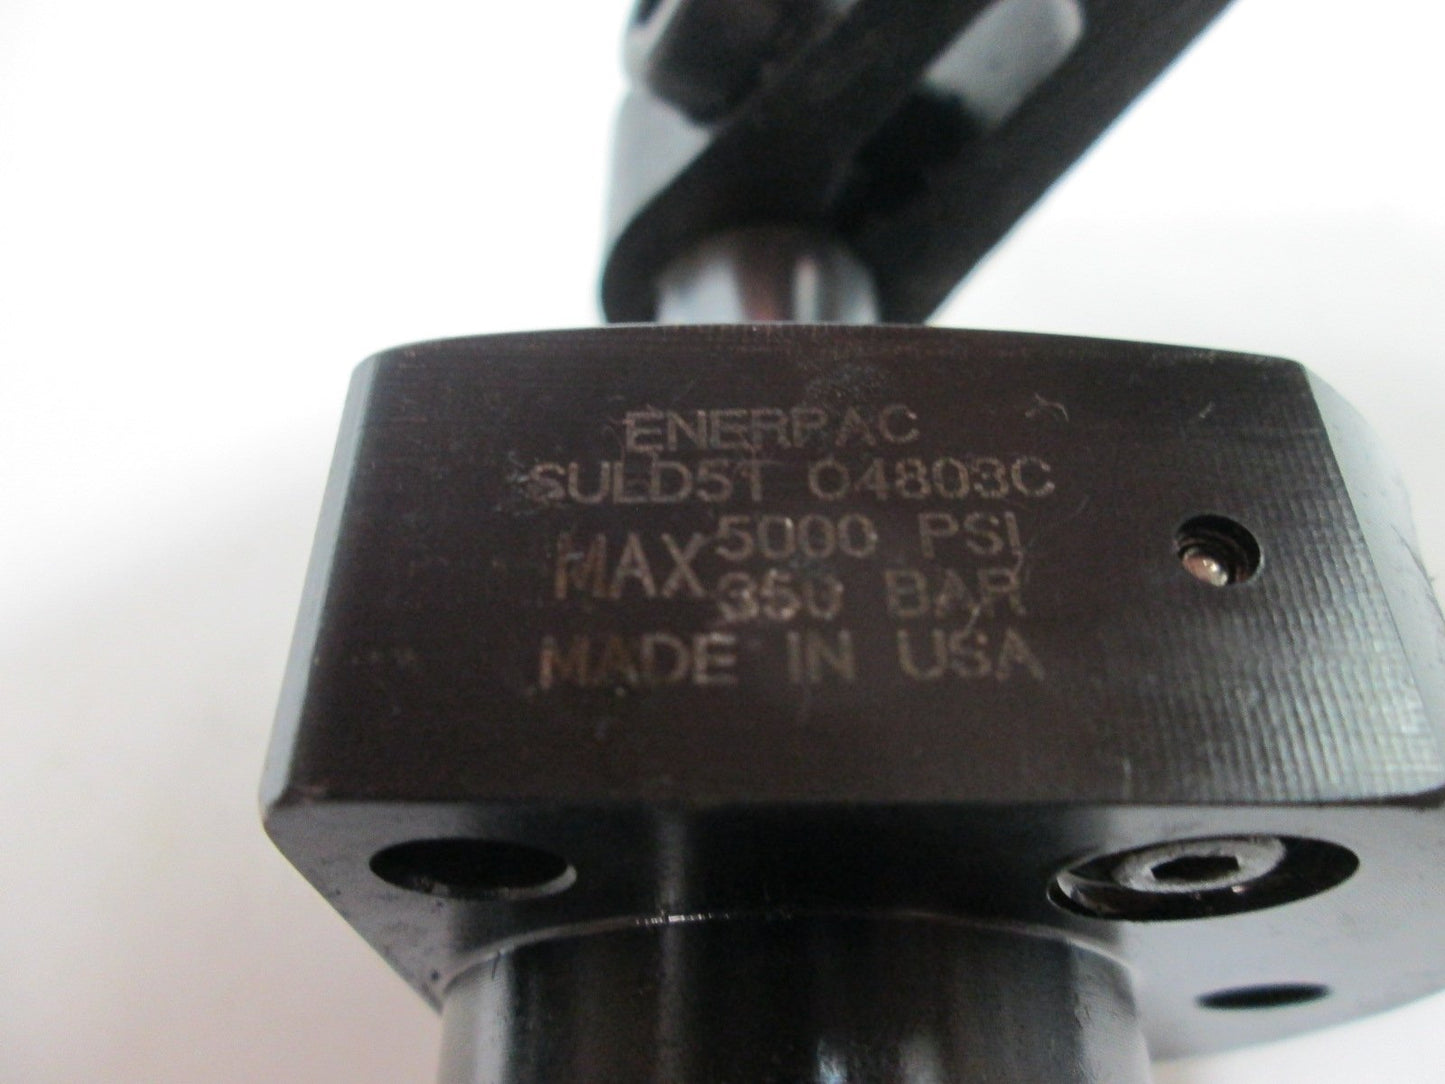 ENERPAC
SULD51 04803C
MAX 5000 PSI
350 BAR
MADE IN USA